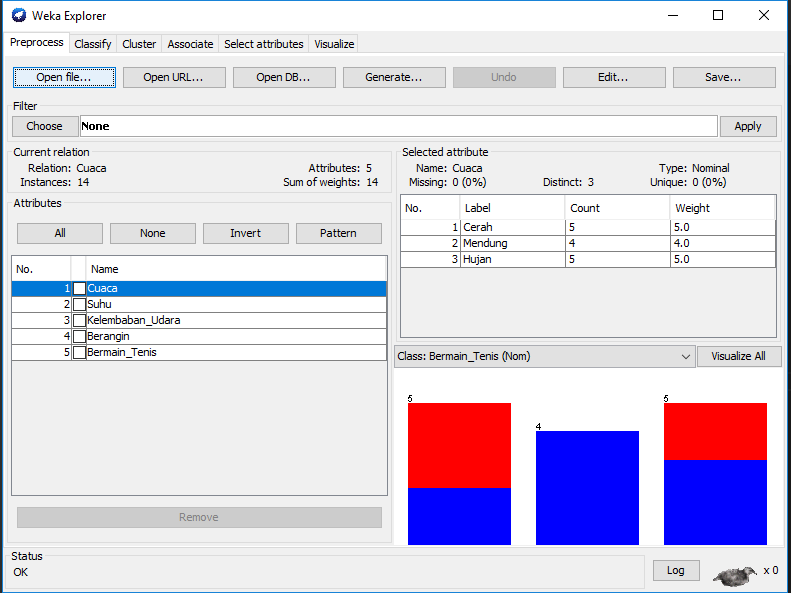 Weka Explorer
Preprocess Classify Cluster Associate Select attributes Visualize
Open file... Open URL... Open DB... Generate... Undo Edit... Save...
Filter
Choose None Apply
Current relation
Relation: Cuaca Attributes: 5
Instances: 14 Sum of weights: 14
Attributes
All None Invert Pattern
No. Name
1 Cuaca
2 Suhu
3 Kelembaban_Udara
4 Berangin
5 Bermain_Tenis
Remove
Selected attribute
Name: Cuaca Type: Nominal
Missing: 0 (0%) Distinct: 3 Unique: 0 (0%)
No. Label Count Weight
1 Cerah 5 5.0
2 Mendung 4 4.0
3 Hujan 5 5.0
Class: Bermain_Tenis (Nom) Visualize All
5 4 5
Status
OK
Log x 0